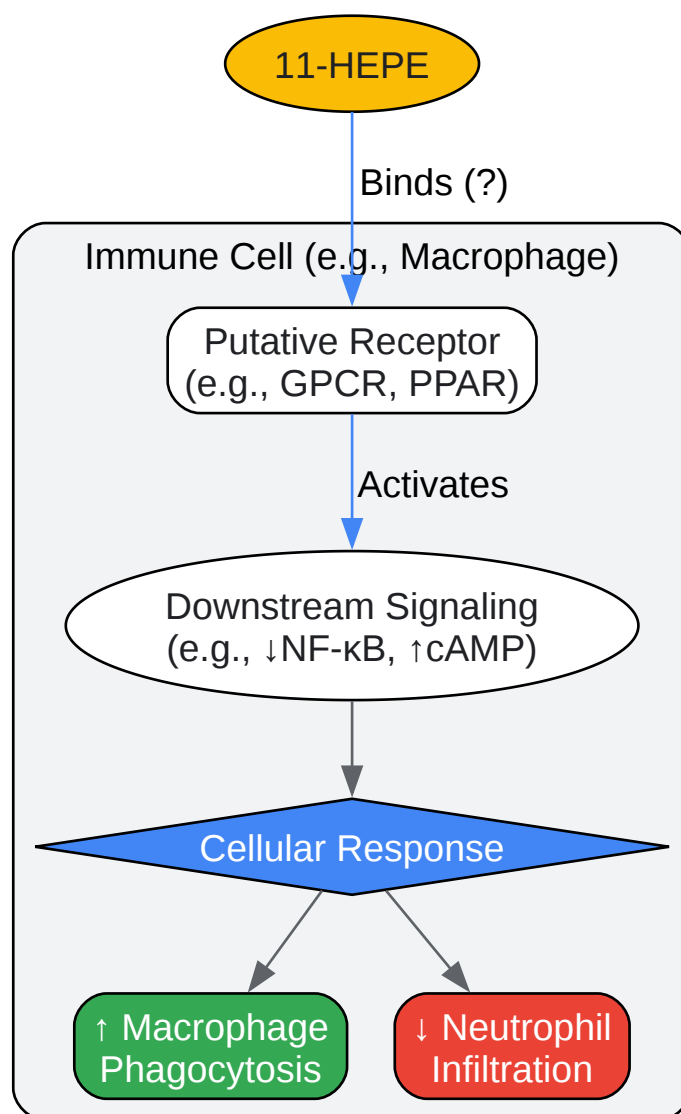 11-HEPE
Binds (?)
Immune Cell (e.g., Macrophage)
Putative Receptor
(e.g., GPCR, PPAR)
Activates
Downstream Signaling
(e.g., ↓NF-κB, ↑cAMP)
Cellular Response
↑ Macrophage
Phagocytosis
↓ Neutrophil
Infiltration